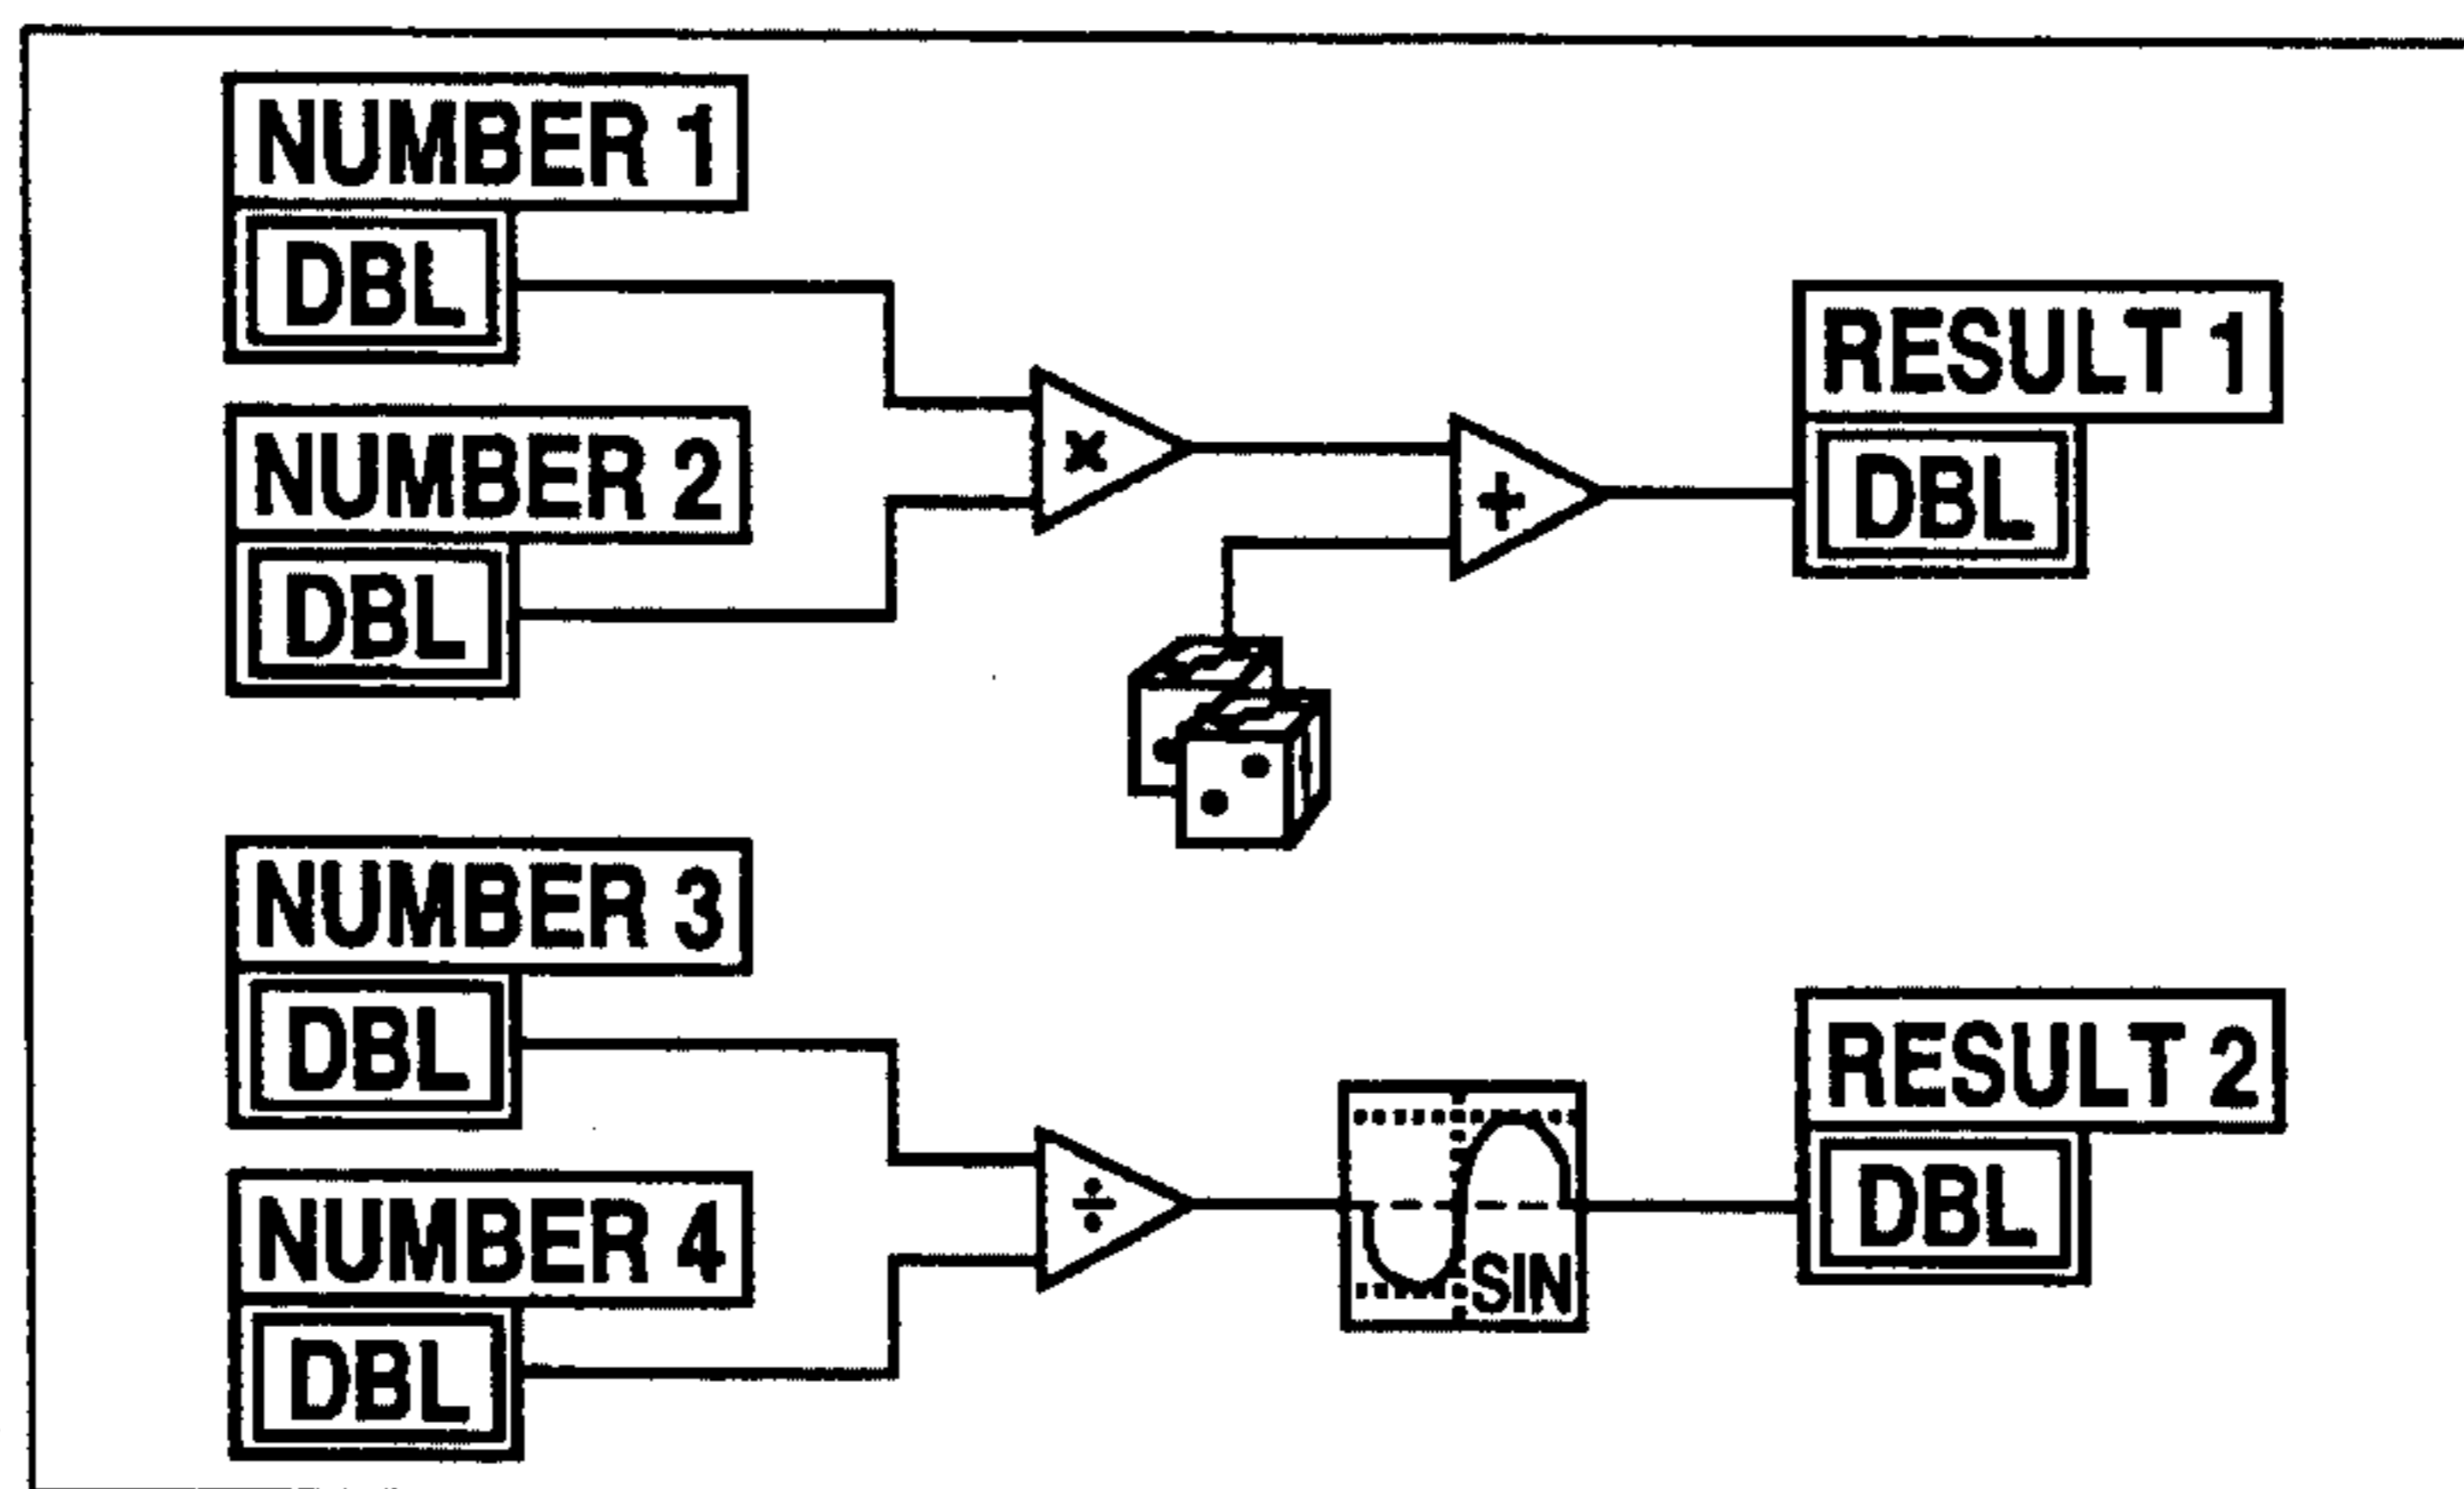 NUMBER 1
DBL
NUMBER 2
DBL
×
+
RESULT 1
DBL
NUMBER 3
DBL
NUMBER 4
DBL
÷
SIN
RESULT 2
DBL